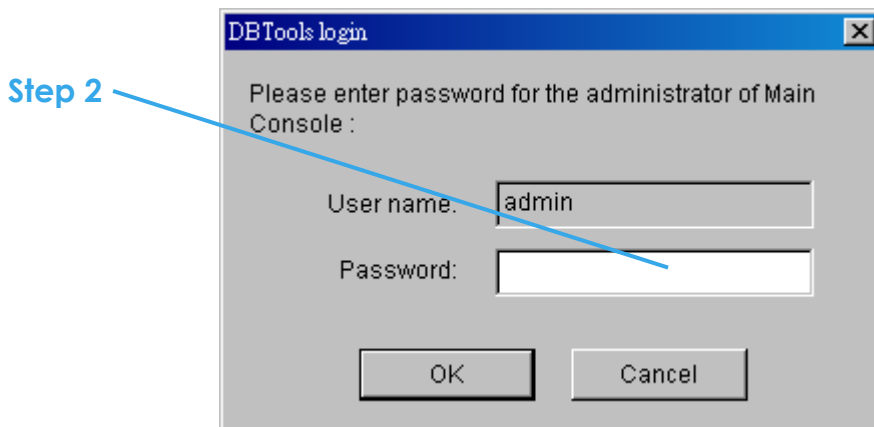 DBTools login
Step 2
Please enter password for the administrator of Main
Console :
User name:
admin
Password:
OK
Cancel